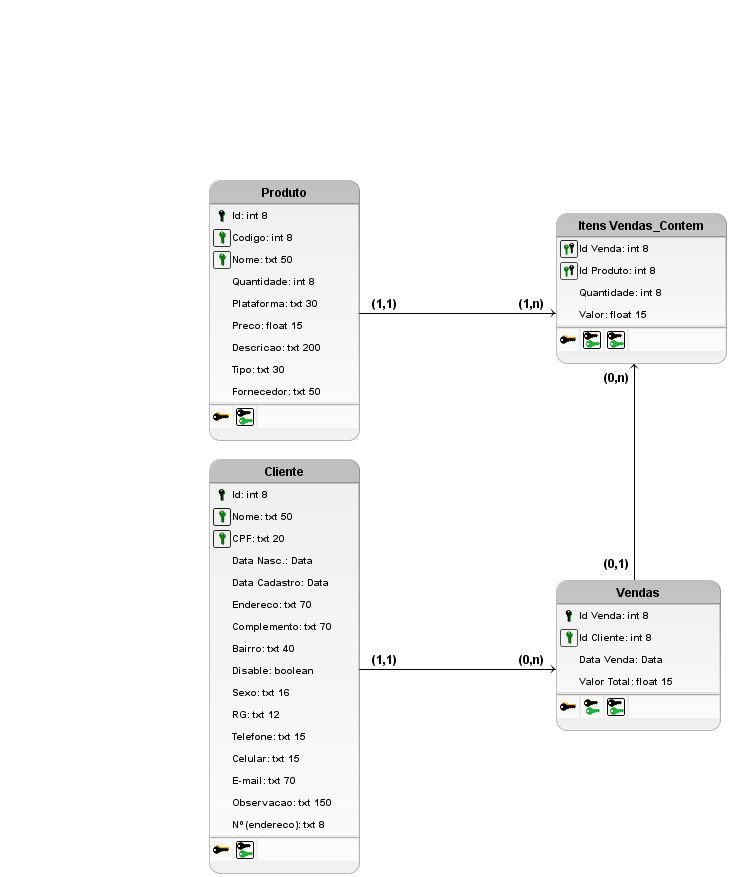 Produto
Id: int 8
Codigo: int 8
Nome: txt 50
Quantidade: int 8
Plataforma: txt 30
Preco: float 15
Descricao: txt 200
Tipo: txt 30
Fornecedor: txt 50
(1,1)
(1,n)
Itens Vendas_Contem
Id Venda: int 8
Id Produto: int 8
Quantidade: int 8
Valor: float 15
(0,n)
(0,1)
Cliente
Id: int 8
Nome: txt 50
CPF: txt 20
Data Nasc.: Data
Data Cadastro: Data
Endereco: txt 70
Complemento: txt 70
Bairro: txt 40
Disable: boolean
Sexo: txt 16
RG: txt 12
Telefone: txt 15
Celular: txt 15
E-mail: txt 70
Observacao: txt 150
Nº(endereco): txt 8
(1,1)
(0,n)
Vendas
Id Venda: int 8
Id Cliente: int 8
Data Venda: Data
Valor Total: float 15